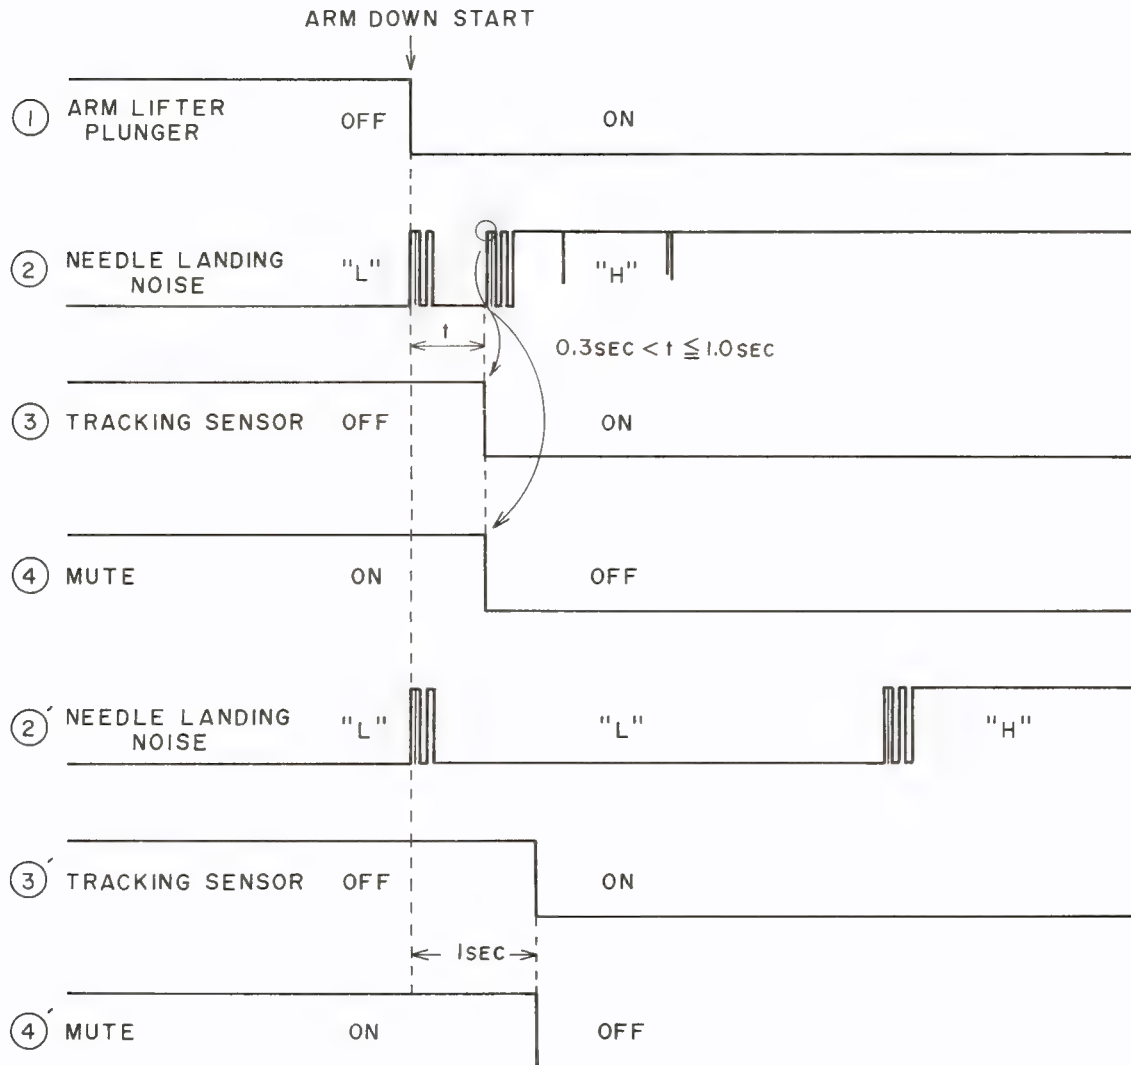 ARM DOWN START
① ARM LIFTER PLUNGER OFF ON
② NEEDLE LANDING NOISE "L" "H"
t
0.3SEC < t ≦ 1.0SEC
③ TRACKING SENSOR OFF ON
④ MUTE ON OFF
②′ NEEDLE LANDING NOISE "L" "L" "H"
③′ TRACKING SENSOR OFF ON
1SEC
④′ MUTE ON OFF